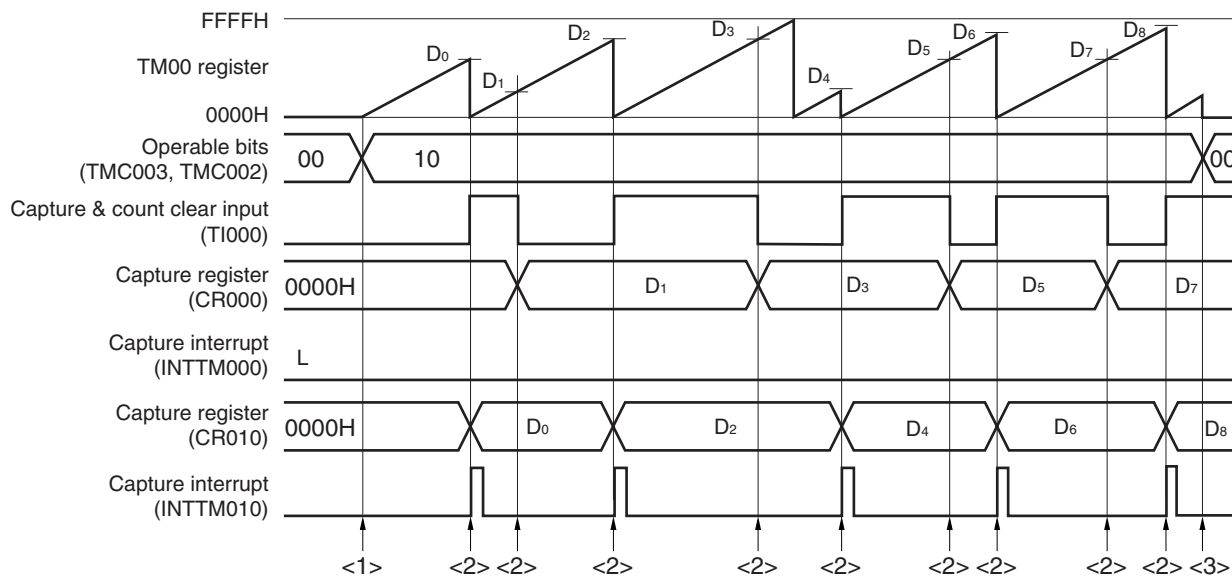 FFFFH
TM00 register
0000H
D0
D1
D2
D3
D4
D5
D6
D7
D8
Operable bits
(TMC003, TMC002)
00
10
00
Capture & count clear input
(TI000)
Capture register
(CR000)
0000H
D1
D3
D5
D7
Capture interrupt
(INTTM000)
L
Capture register
(CR010)
0000H
D0
D2
D4
D6
D8
Capture interrupt
(INTTM010)
<1> <2> <2> <2> <2> <2> <2> <2> <2> <2> <3>